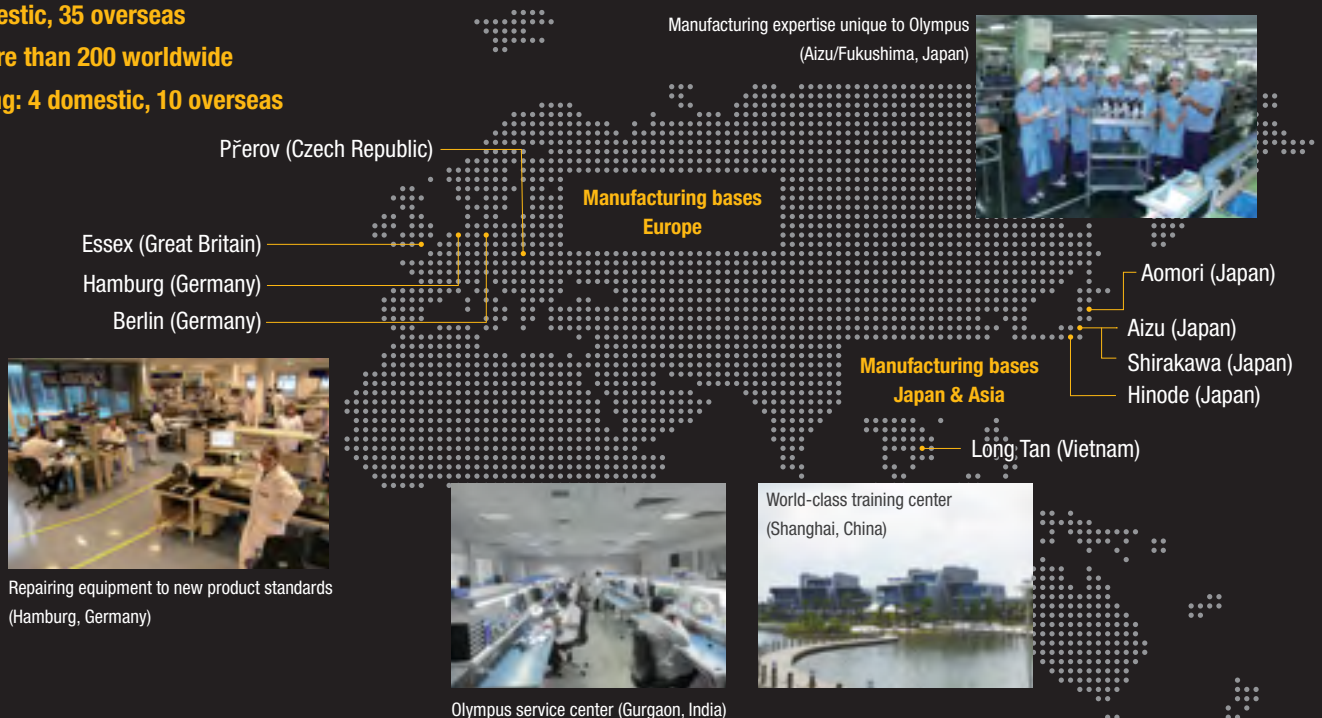 estic, 35 overseas
re than 200 worldwide
ng: 4 domestic, 10 overseas
Manufacturing expertise unique to Olympus
(Aizu/Fukushima, Japan)
Přerov (Czech Republic)
Manufacturing bases
Europe
Essex (Great Britain)
Hamburg (Germany)
Berlin (Germany)
Aomori (Japan)
Aizu (Japan)
Shirakawa (Japan)
Hinode (Japan)
Manufacturing bases
Japan & Asia
Long Tan (Vietnam)
World-class training center
(Shanghai, China)
Repairing equipment to new product standards
(Hamburg, Germany)
Olympus service center (Gurgaon, India)